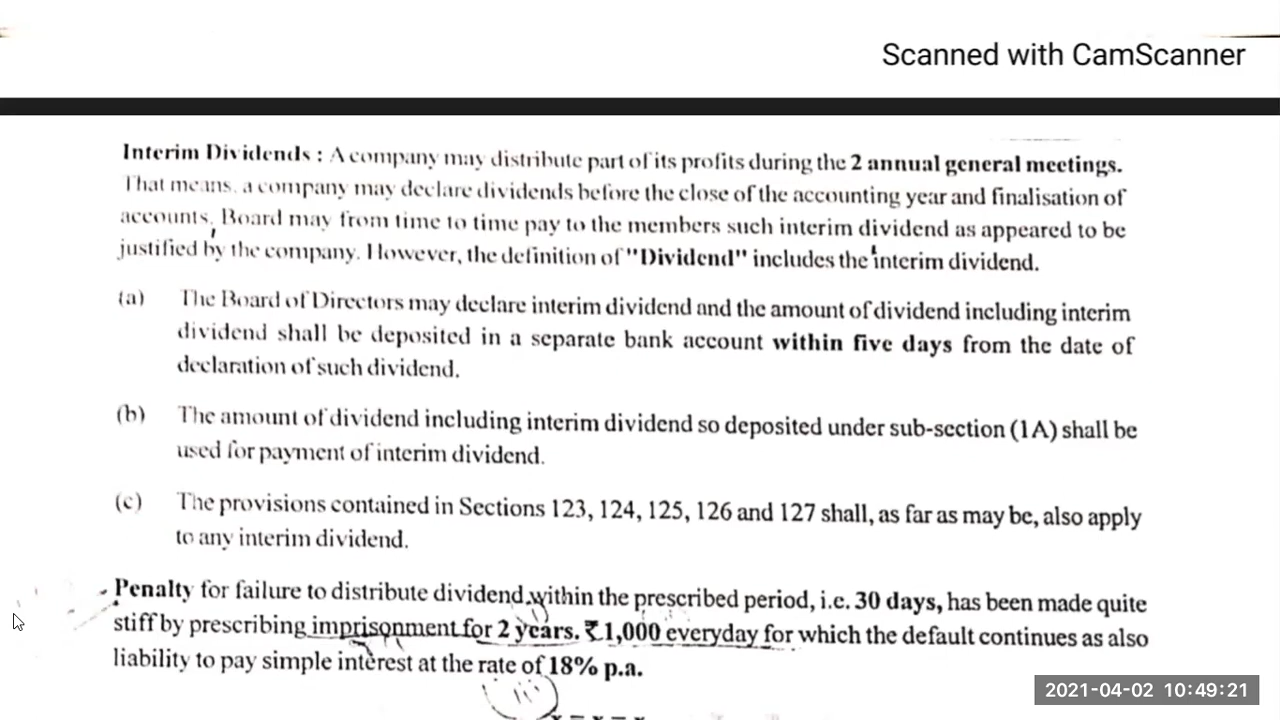 Scanned with CamScanner
Interim Dividends : A company may distribute part of its profits during the 2 annual general meetings.
That means, a company may declare dividends before the close of the accounting year and finalisation of
accounts, Board may from time to time pay to the members such interim dividend as appeared to be
justified by the company. However, the definition of "Dividend" includes the interim dividend.
(a) The Board of Directors may declare interim dividend and the amount of dividend including interim
dividend shall be deposited in a separate bank account within five days from the date of
declaration of such dividend.
(b) The amount of dividend including interim dividend so deposited under sub-section (1A) shall be
used for payment of interim dividend.
(c) The provisions contained in Sections 123, 124, 125, 126 and 127 shall, as far as may be, also apply
to any interim dividend.
Penalty for failure to distribute dividend within the prescribed period, i.e. 30 days, has been made quite
stiff by prescribing imprisonment for 2 years. ₹1,000 everyday for which the default continues as also
liability to pay simple interest at the rate of 18% p.a.
2021-04-02 10:49:21